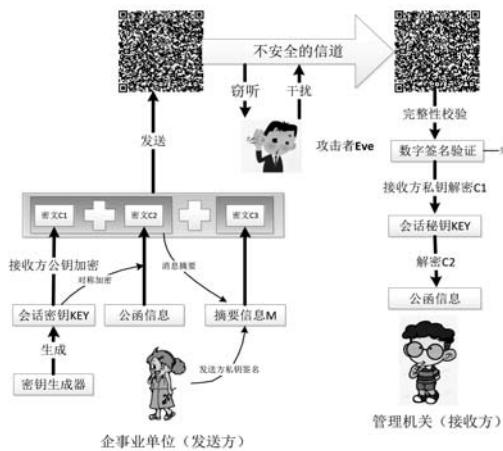 不安全的信道
窃听
干扰
攻击者Eve
发送
密文C1
密文C2
密文C3
接收方公钥加密
对称加密
消息摘要
会话密钥KEY
公函信息
摘要信息M
生成
发送方私钥签名
密钥生成器
企事业单位（发送方）
完整性校验
数字签名验证
接收方私钥解密C1
会话秘钥KEY
解密C2
公函信息
管理机关（接收方）